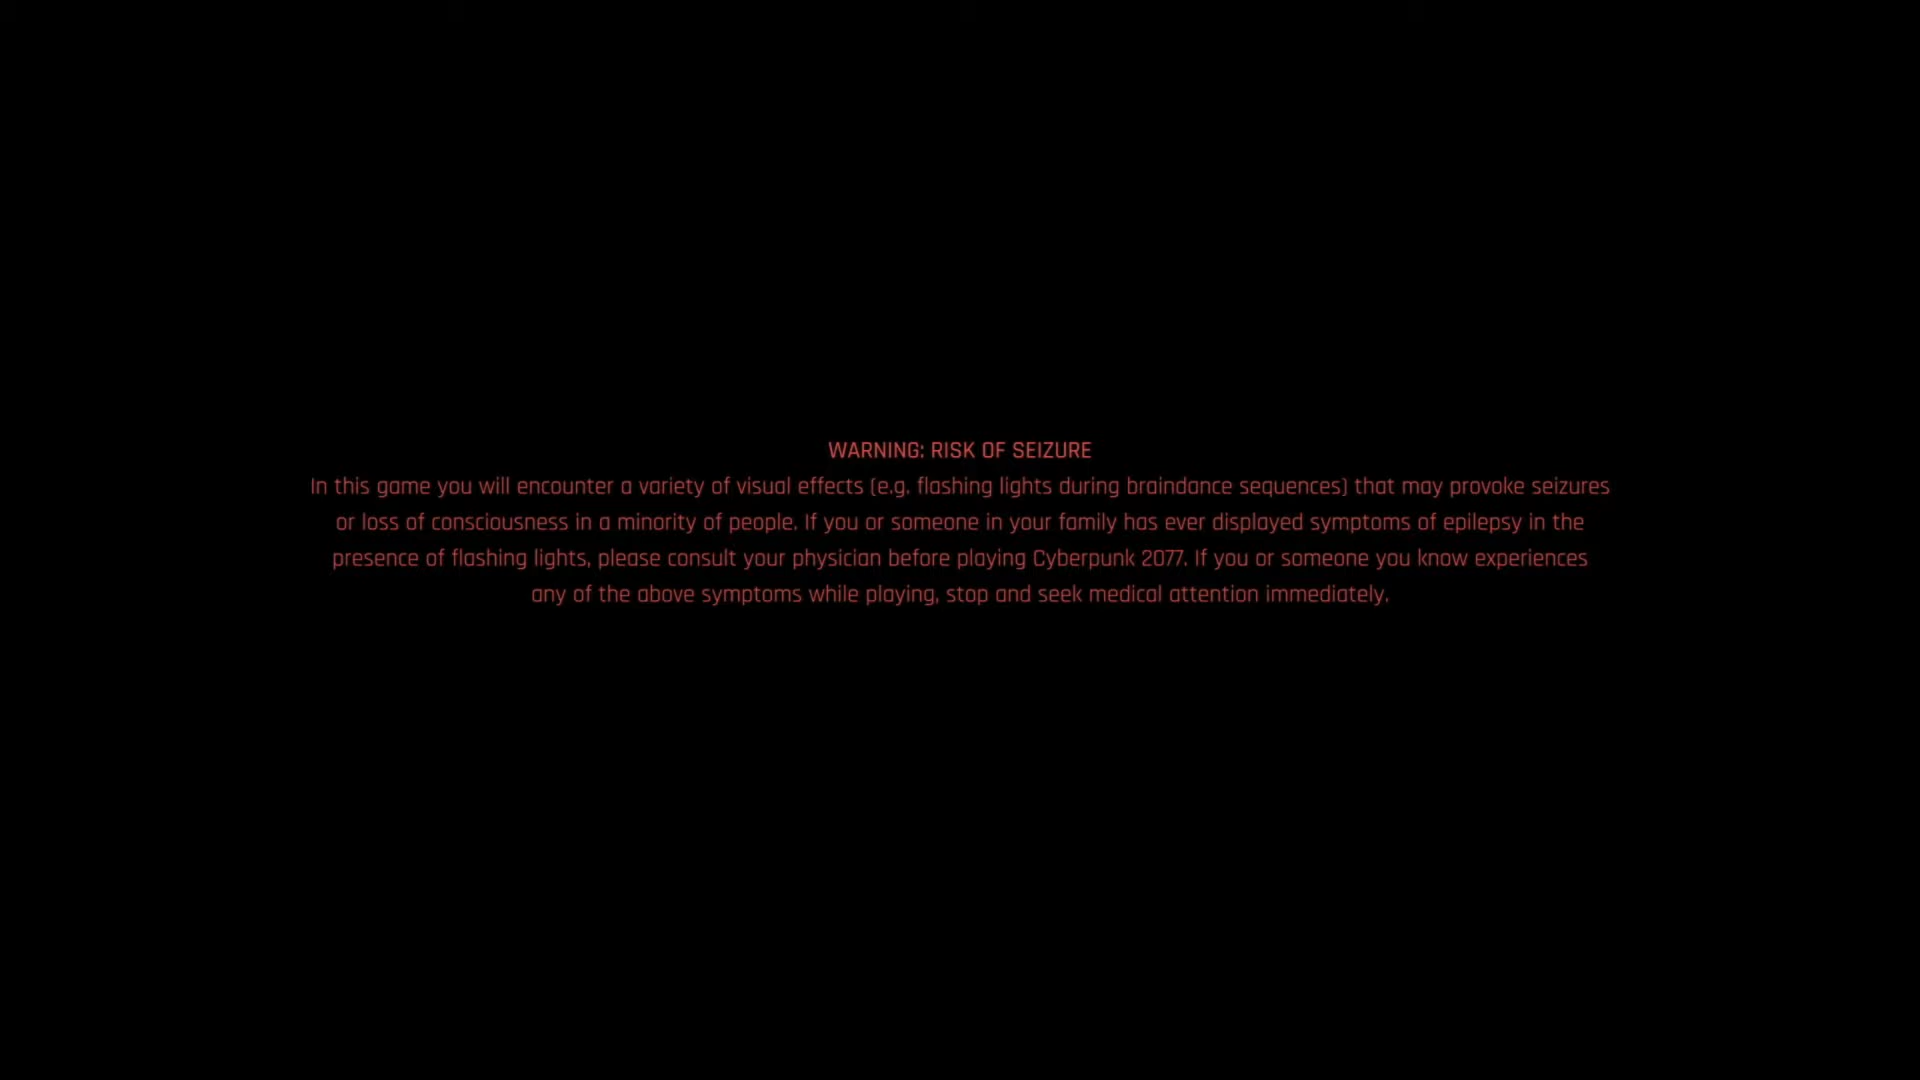 WARNING: RISK OF SEIZURE
In this game you will encounter a variety of visual effects (e.g. flashing lights during braindance sequences) that may provoke seizures
or loss of consciousness in a minority of people. If you or someone in your family has ever displayed symptoms of epilepsy in the
presence of flashing lights, please consult your physician before playing Cyberpunk 2077. If you or someone you know experiences
any of the above symptoms while playing, stop and seek medical attention immediately.